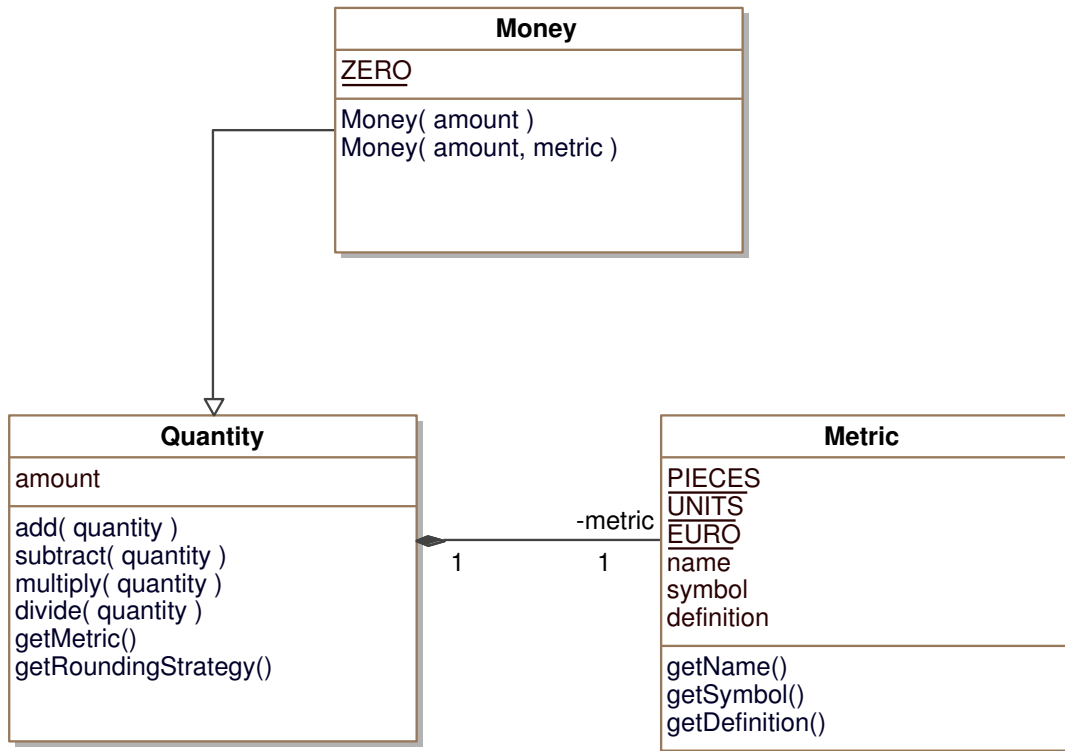 Money
ZERO
Money( amount )
Money( amount, metric )
Quantity
amount
add( quantity )
subtract( quantity )
multiply( quantity )
divide( quantity )
getMetric()
getRoundingStrategy()
-metric
1
1
Metric
PIECES
UNITS
EURO
name
symbol
definition
getName()
getSymbol()
getDefinition()